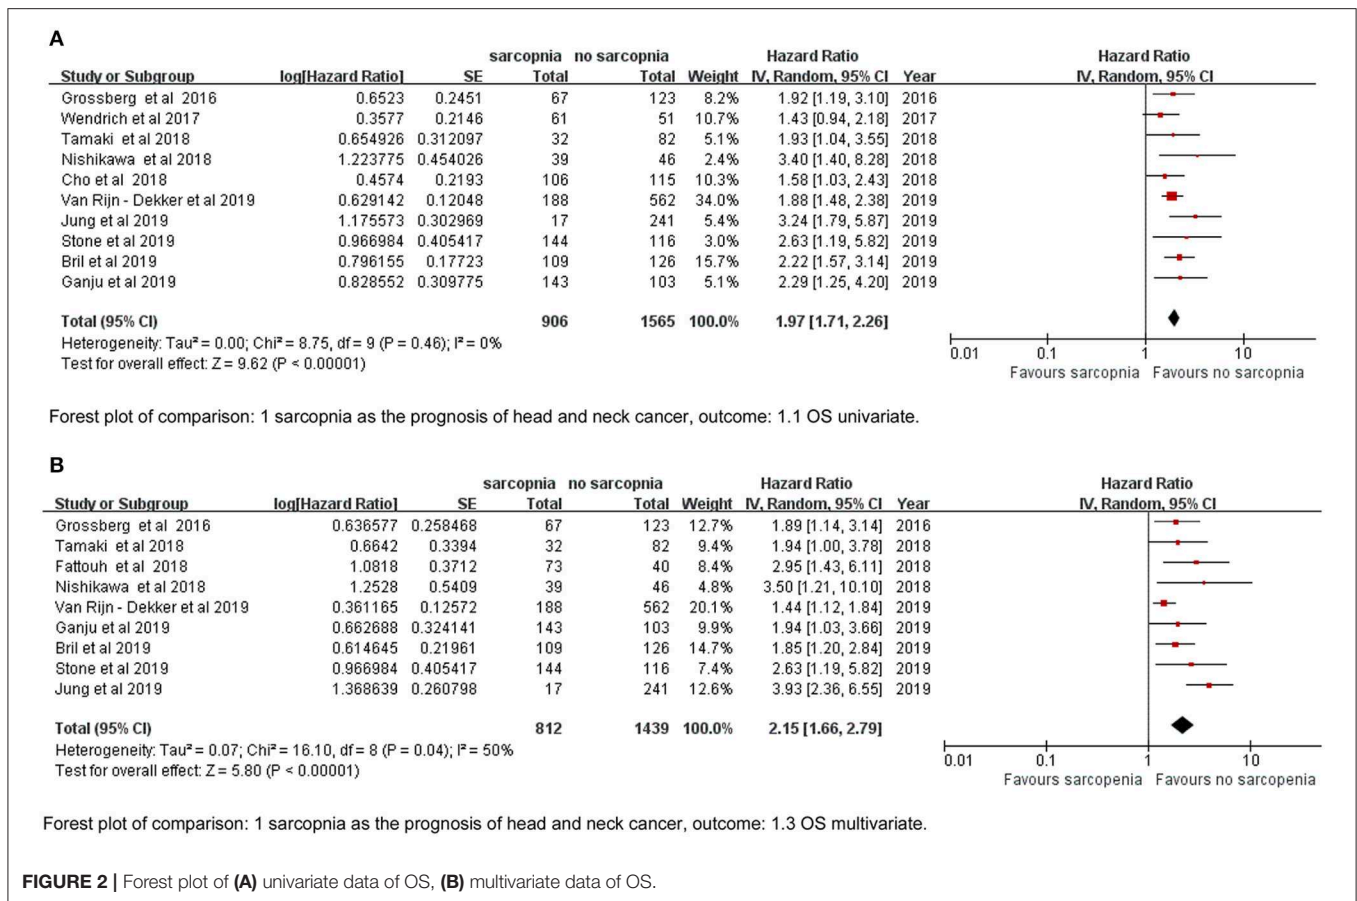 A
sarcopnia no sarcopnia Hazard Ratio Hazard Ratio
Study or Subgroup log[Hazard Ratio] SE Total Total Weight IV, Random, 95% CI Year IV, Random, 95% CI
Grossberg et al 2016 0.6523 0.2451 67 123 8.2% 1.92 [1.19, 3.10] 2016
Wendrich et al 2017 0.3577 0.2146 61 51 10.7% 1.43 [0.94, 2.18] 2017
Tamaki et al 2018 0.654926 0.312097 32 82 5.1% 1.93 [1.04, 3.55] 2018
Nishikawa et al 2018 1.223775 0.454026 39 46 2.4% 3.40 [1.40, 8.28] 2018
Cho et al 2018 0.4574 0.2193 106 115 10.3% 1.58 [1.03, 2.43] 2018
Van Rijn - Dekker et al 2019 0.629142 0.12048 188 562 34.0% 1.88 [1.48, 2.38] 2019
Jung et al 2019 1.175573 0.302969 17 241 5.4% 3.24 [1.79, 5.87] 2019
Stone et al 2019 0.966984 0.405417 144 116 3.0% 2.63 [1.19, 5.82] 2019
Bril et al 2019 0.796155 0.17723 109 126 15.7% 2.22 [1.57, 3.14] 2019
Ganju et al 2019 0.828552 0.309775 143 103 5.1% 2.29 [1.25, 4.20] 2019
Total (95% CI) 906 1565 100.0% 1.97 [1.71, 2.26]
Heterogeneity: Tau² = 0.00; Chi² = 8.75, df = 9 (P = 0.46); I² = 0%
Test for overall effect: Z = 9.62 (P < 0.00001)
0.01 0.1 1 10
Favours sarcopnia Favours no sarcopnia
Forest plot of comparison: 1 sarcopnia as the prognosis of head and neck cancer, outcome: 1.1 OS univariate.
B
sarcopnia no sarcopnia Hazard Ratio Hazard Ratio
Study or Subgroup log[Hazard Ratio] SE Total Total Weight IV, Random, 95% CI Year IV, Random, 95% CI
Grossberg et al 2016 0.636577 0.258468 67 123 12.7% 1.89 [1.14, 3.14] 2016
Tamaki et al 2018 0.6642 0.3394 32 82 9.4% 1.94 [1.00, 3.78] 2018
Fattouh et al 2018 1.0818 0.3712 73 40 8.4% 2.95 [1.43, 6.11] 2018
Nishikawa et al 2018 1.2528 0.5409 39 46 4.8% 3.50 [1.21, 10.10] 2018
Van Rijn - Dekker et al 2019 0.361165 0.12572 188 562 20.1% 1.44 [1.12, 1.84] 2019
Ganju et al 2019 0.662688 0.324141 143 103 9.9% 1.94 [1.03, 3.66] 2019
Bril et al 2019 0.614645 0.21961 109 126 14.7% 1.85 [1.20, 2.84] 2019
Stone et al 2019 0.966984 0.405417 144 116 7.4% 2.63 [1.19, 5.82] 2019
Jung et al 2019 1.368639 0.260798 17 241 12.6% 3.93 [2.36, 6.55] 2019
Total (95% CI) 812 1439 100.0% 2.15 [1.66, 2.79]
Heterogeneity: Tau² = 0.07; Chi² = 16.10, df = 8 (P = 0.04); I² = 50%
Test for overall effect: Z = 5.80 (P < 0.00001)
0.01 0.1 1 10
Favours sarcopenia Favours no sarcopenia
Forest plot of comparison: 1 sarcopnia as the prognosis of head and neck cancer, outcome: 1.3 OS multivariate.
FIGURE 2 | Forest plot of (A) univariate data of OS, (B) multivariate data of OS.